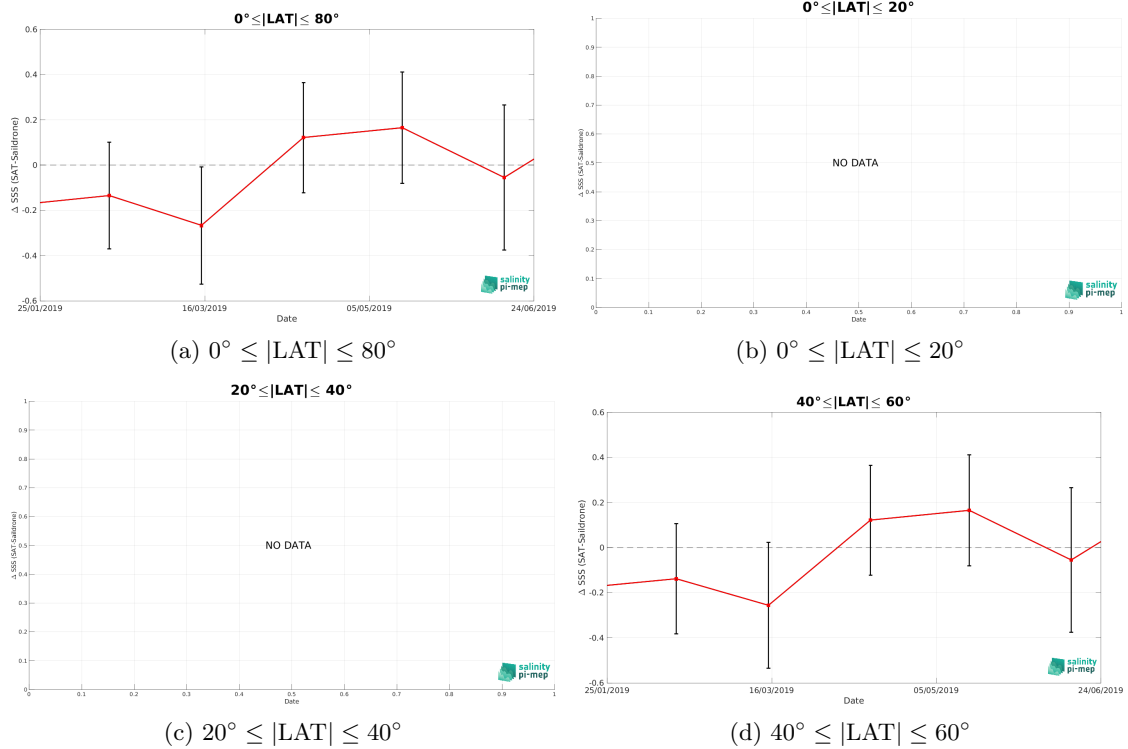 0°≤|LAT|≤ 80°
0.6
0.4
0.2
0
-0.2
-0.4
-0.6
Δ SSS (SAT-Saildrone)
25/01/2019 16/03/2019 05/05/2019 24/06/2019
Date
salinity
pi-mep
(a) 0° ≤ |LAT| ≤ 80°
0°≤|LAT|≤ 20°
1
0.9
0.8
0.7
0.6
0.5
0.4
0.3
0.2
0.1
0
Δ SSS (SAT-Saildrone)
NO DATA
0 0.1 0.2 0.3 0.4 0.5 0.6 0.7 0.8 0.9 1
Date
salinity
pi-mep
(b) 0° ≤ |LAT| ≤ 20°
20°≤|LAT|≤ 40°
1
0.9
0.8
0.7
0.6
0.5
0.4
0.3
0.2
0.1
0
Δ SSS (SAT-Saildrone)
NO DATA
0 0.1 0.2 0.3 0.4 0.5 0.6 0.7 0.8 0.9 1
Date
salinity
pi-mep
(c) 20° ≤ |LAT| ≤ 40°
40°≤|LAT|≤ 60°
0.6
0.4
0.2
0
-0.2
-0.4
-0.6
Δ SSS (SAT-Saildrone)
25/01/2019 16/03/2019 05/05/2019 24/06/2019
Date
salinity
pi-mep
(d) 40° ≤ |LAT| ≤ 60°